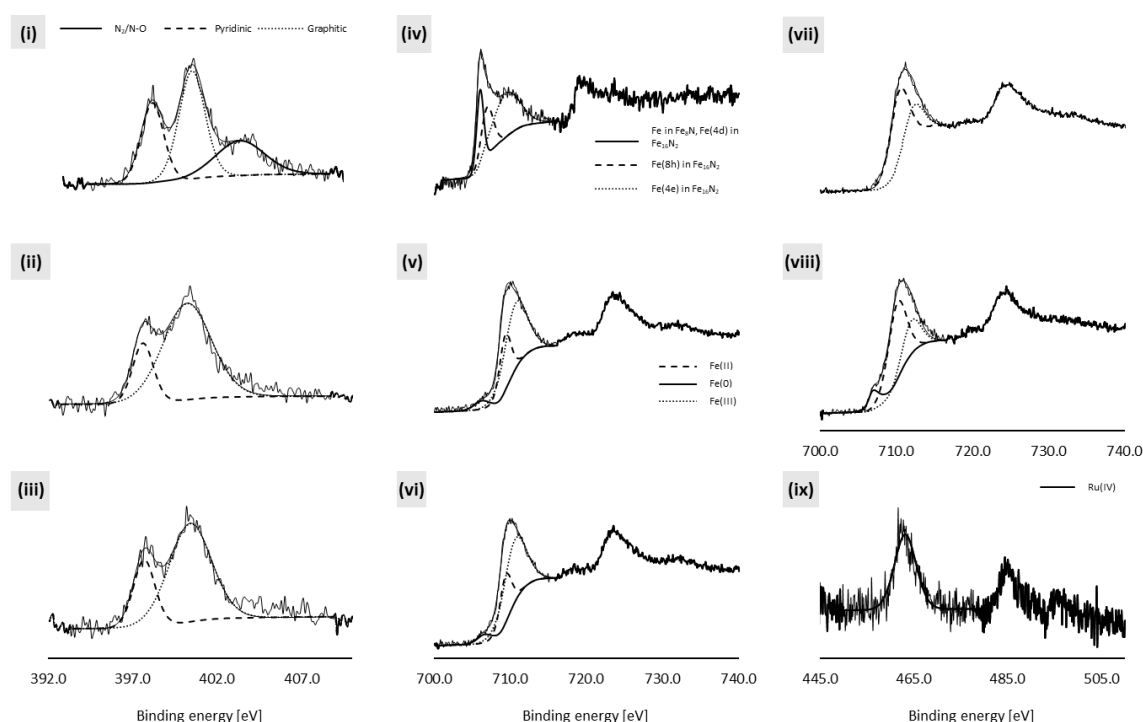 (i)
N₂/N-O
Pyridinic
Graphitic
(iv)
Fe in Fe₈N, Fe(4d) in
Fe₁₆N₂
Fe(8h) in Fe₁₆N₂
Fe(4e) in Fe₁₆N₂
(vii)
(ii)
(v)
Fe(II)
Fe(0)
Fe(III)
(viii)
700.0 710.0 720.0 730.0 740.0
(iii)
392.0 397.0 402.0 407.0
Binding energy [eV]
(vi)
700.0 710.0 720.0 730.0 740.0
Binding energy [eV]
(ix)
Ru(IV)
445.0 465.0 485.0 505.0
Binding energy [eV]